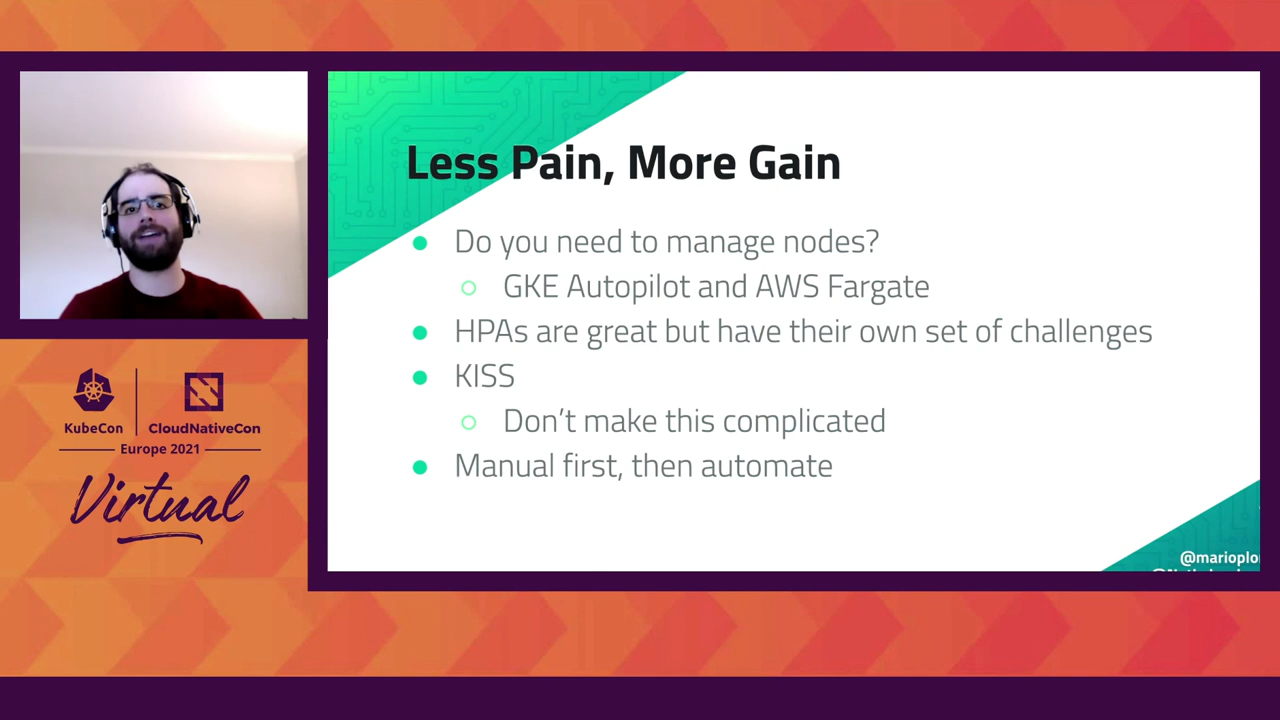 Less Pain, More Gain
Do you need to manage nodes?
GKE Autopilot and AWS Fargate
HPAs are great but have their own set of challenges
KISS
Don't make this complicated
Manual first, then automate
KubeCon
CloudNativeCon
Europe 2021
Virtual